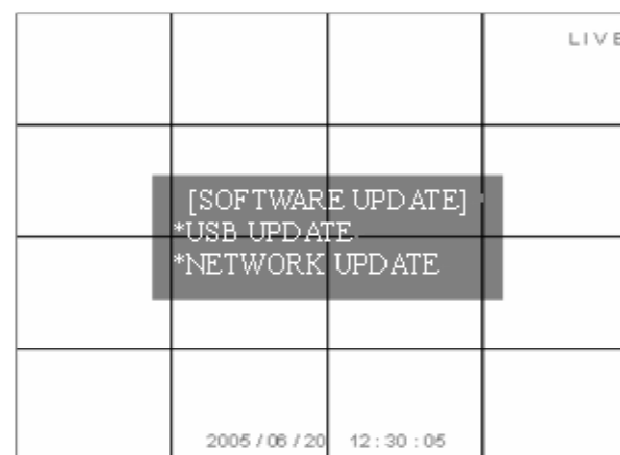 LIVE
[SOFTWARE UPDATE]
*USB UPDATE
*NETWORK UPDATE
2005 / 06 / 20 12 : 30 : 05